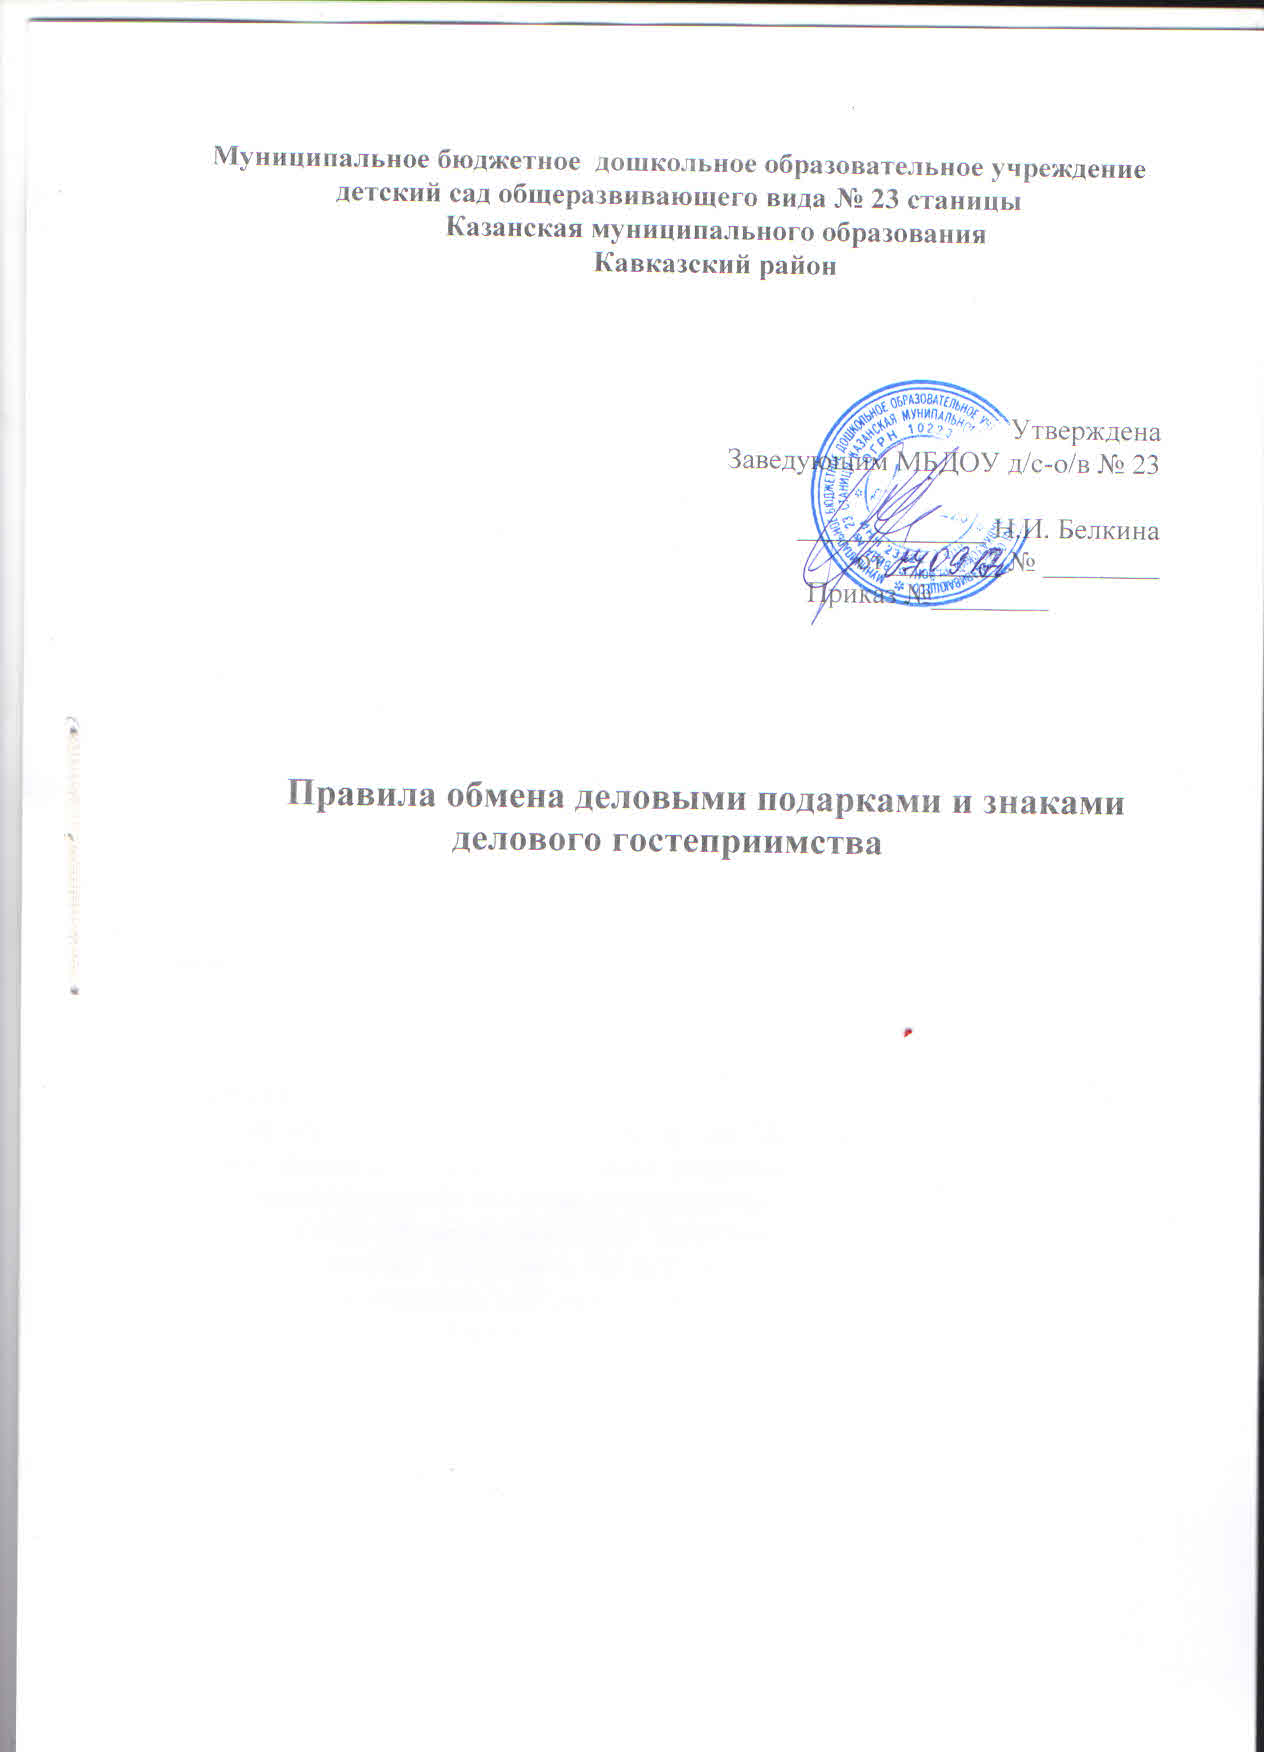 Муниципальное бюджетное дошкольное образовательное учреждение
детский сад общеразвивающего вида № 23 станицы
Казанская муниципального образования
Кавказский район
Утверждена
Заведующим МБДОУ д/с-о/в № 23
Н.И. Белкина
№
Приказ №
Правила обмена деловыми подарками и знаками
делового гостеприимства